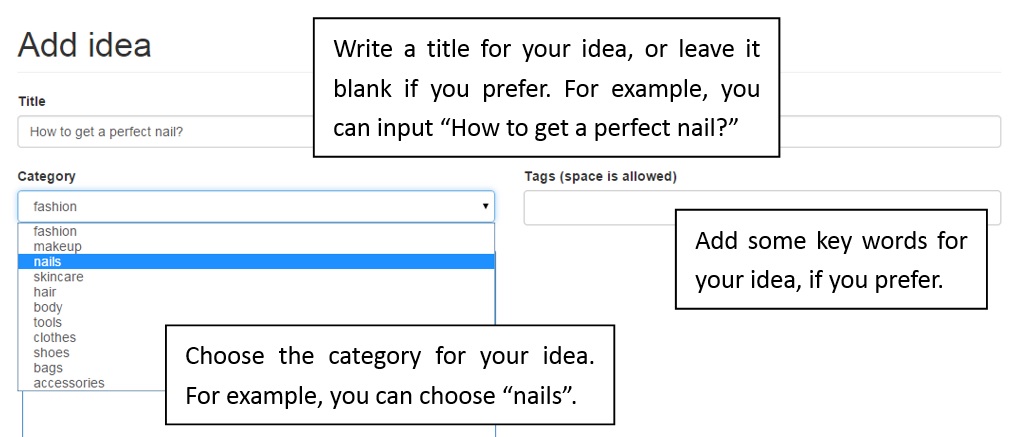 Add idea
Write a title for your idea, or leave it
blank if you prefer. For example, you
can input “How to get a perfect nail?”
Title
How to get a perfect nail?
Category
Tags (space is allowed)
fashion
fashion
makeup
nails
skincare
hair
body
tools
clothes
shoes
bags
accessories
Add some key words for
your idea, if you prefer.
Choose the category for your idea.
For example, you can choose “nails”.